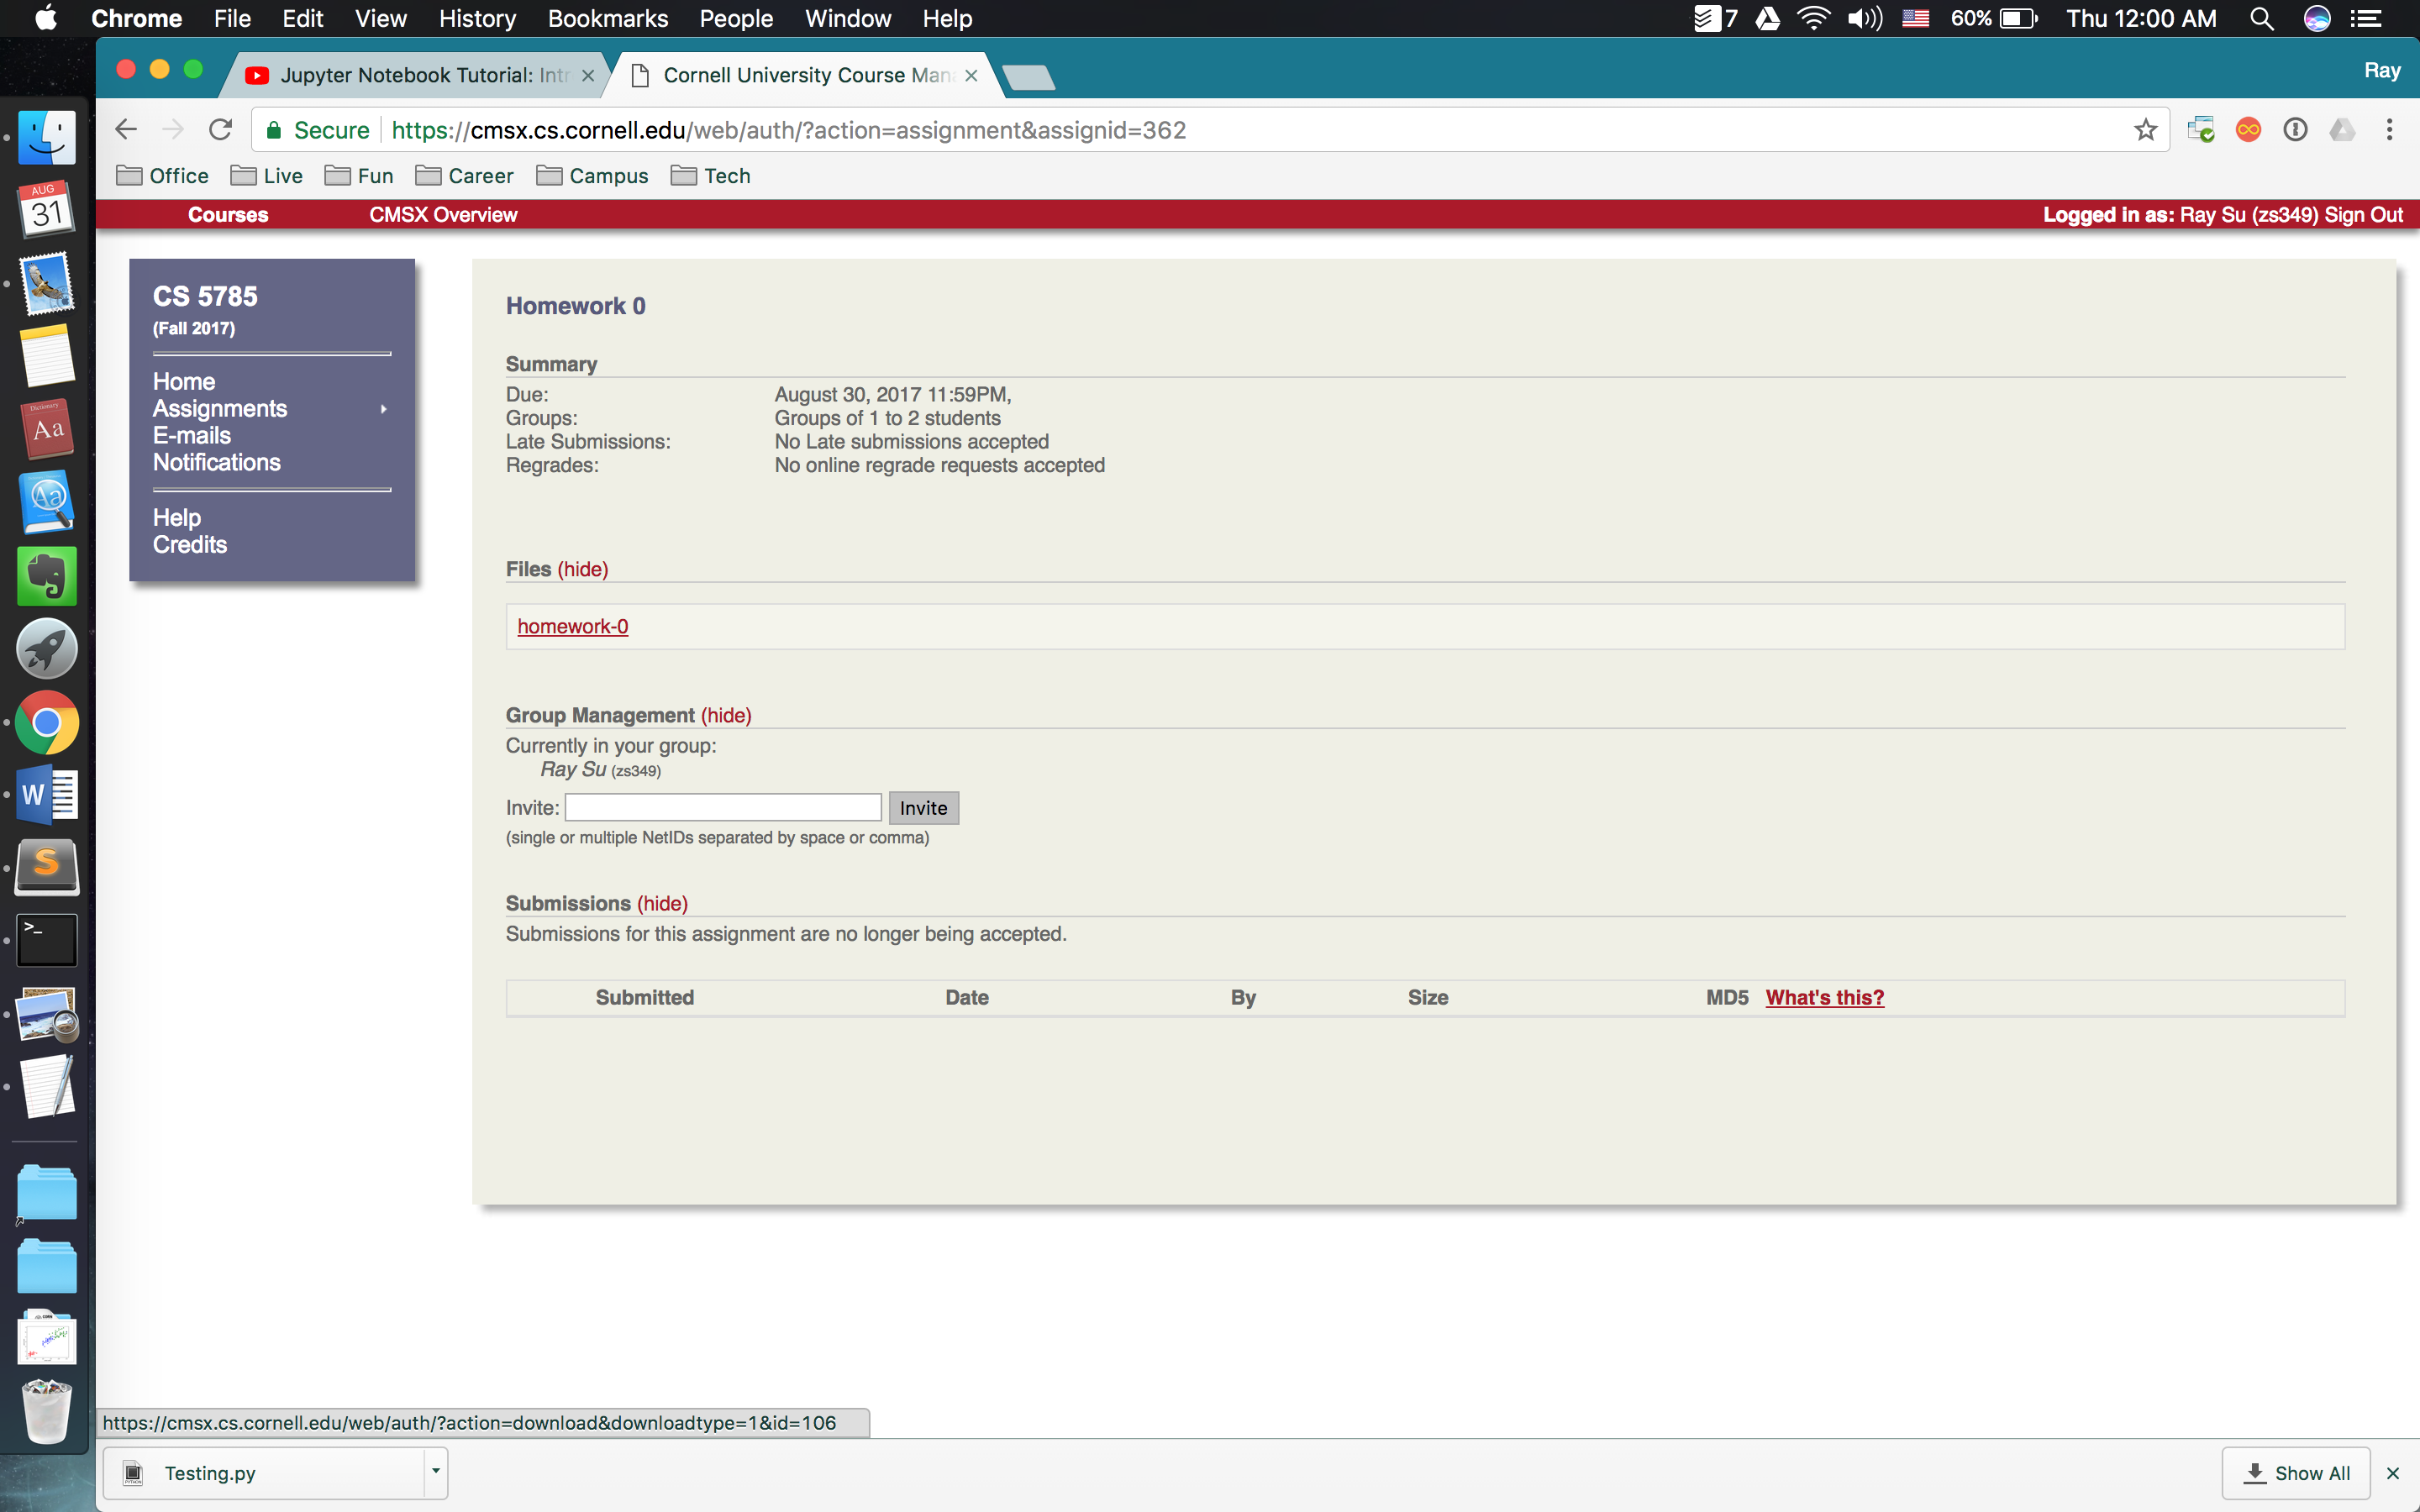 Chrome File Edit View History Bookmarks People Window Help 7 60% Thu 12:00 AM
Jupyter Notebook Tutorial: Intr Cornell University Course Man Ray
Secure https://cmsx.cs.cornell.edu/web/auth/?action=assignment&assignid=362
Office Live Fun Career Campus Tech
Courses CMSX Overview Logged in as: Ray Su (zs349) Sign Out
AUG
31
Dictionary
Aa
Aa
W
S
>_
CS 5785
(Fall 2017)
Home
Assignments
E-mails
Notifications
Help
Credits
Homework 0
Summary
Due: August 30, 2017 11:59PM,
Groups: Groups of 1 to 2 students
Late Submissions: No Late submissions accepted
Regrades: No online regrade requests accepted
Files (hide)
homework-0
Group Management (hide)
Currently in your group:
Ray Su (zs349)
Invite: Invite
(single or multiple NetIDs separated by space or comma)
Submissions (hide)
Submissions for this assignment are no longer being accepted.
Submitted Date By Size MD5 What's this?
https://cmsx.cs.cornell.edu/web/auth/?action=download&downloadtype=1&id=106
Testing.py Show All